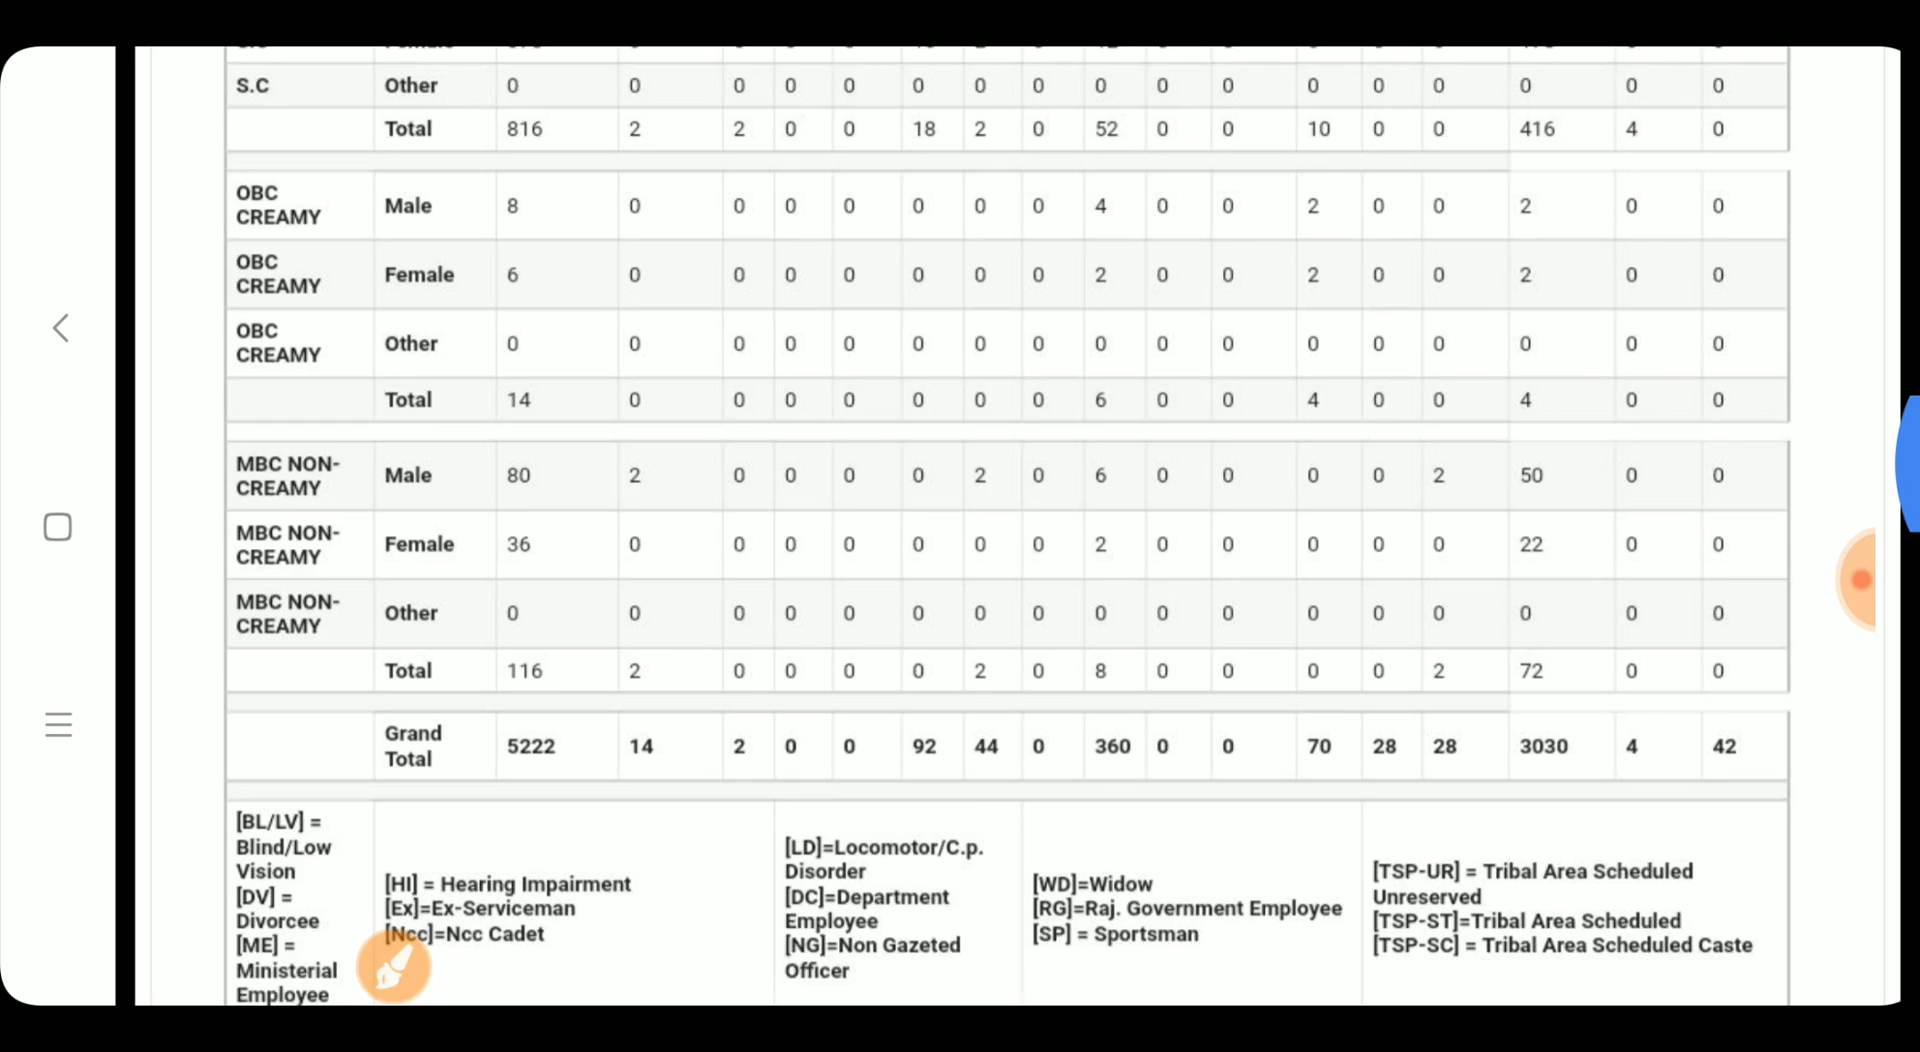 S.C Other 0 0 0 0 0 0 0 0 0 0 0 0 0 0 0 0 0
Total 816 2 2 0 0 18 2 0 52 0 0 10 0 0 416 4 0
OBC
CREAMY Male 8 0 0 0 0 0 0 0 4 0 0 2 0 0 2 0 0
OBC
CREAMY Female 6 0 0 0 0 0 0 0 2 0 0 2 0 0 2 0 0
OBC
CREAMY Other 0 0 0 0 0 0 0 0 0 0 0 0 0 0 0 0 0
Total 14 0 0 0 0 0 0 0 6 0 0 4 0 0 4 0 0
MBC NON-
CREAMY Male 80 2 0 0 0 0 2 0 6 0 0 0 0 2 50 0 0
MBC NON-
CREAMY Female 36 0 0 0 0 0 0 0 2 0 0 0 0 0 22 0 0
MBC NON-
CREAMY Other 0 0 0 0 0 0 0 0 0 0 0 0 0 0 0 0 0
Total 116 2 0 0 0 0 2 0 8 0 0 0 0 2 72 0 0
Grand
Total 5222 14 2 0 0 92 44 0 360 0 0 70 28 28 3030 4 42
[BL/LV] =
Blind/Low
Vision
[DV] =
Divorcee
[ME] =
Ministerial
Employee
[HI] = Hearing Impairment
[Ex]=Ex-Serviceman
[Ncc]=Ncc Cadet
[LD]=Locomotor/C.p.
Disorder
[DC]=Department
Employee
[NG]=Non Gazeted
Officer
[WD]=Widow
[RG]=Raj. Government Employee
[SP] = Sportsman
[TSP-UR] = Tribal Area Scheduled
Unreserved
[TSP-ST]=Tribal Area Scheduled
[TSP-SC] = Tribal Area Scheduled Caste